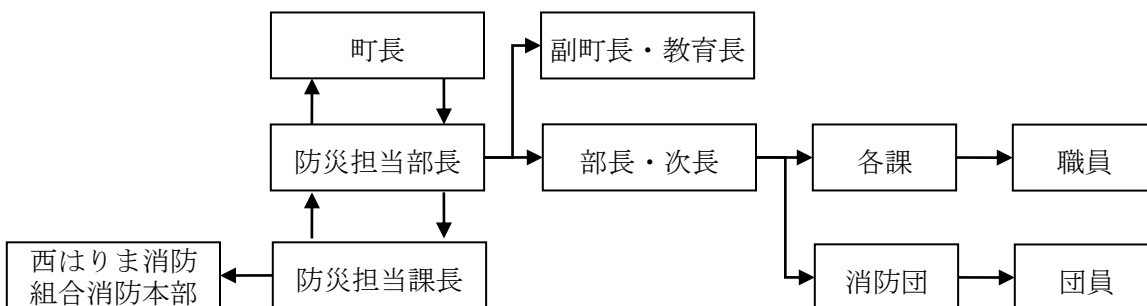 町長
副町長・教育長
防災担当部長
部長・次長
各課
職員
西はりま消防
組合消防本部
防災担当課長
消防団
団員